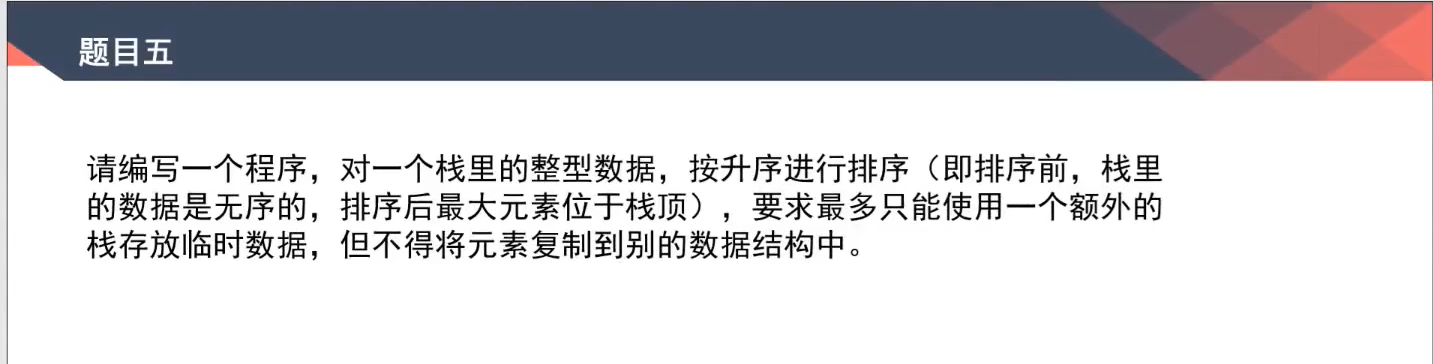 题目五
请编写一个程序，对一个栈里的整型数据，按升序进行排序（即排序前，栈里
的数据是无序的，排序后最大元素位于栈顶），要求最多只能使用一个额外的
栈存放临时数据，但不得将元素复制到别的数据结构中。